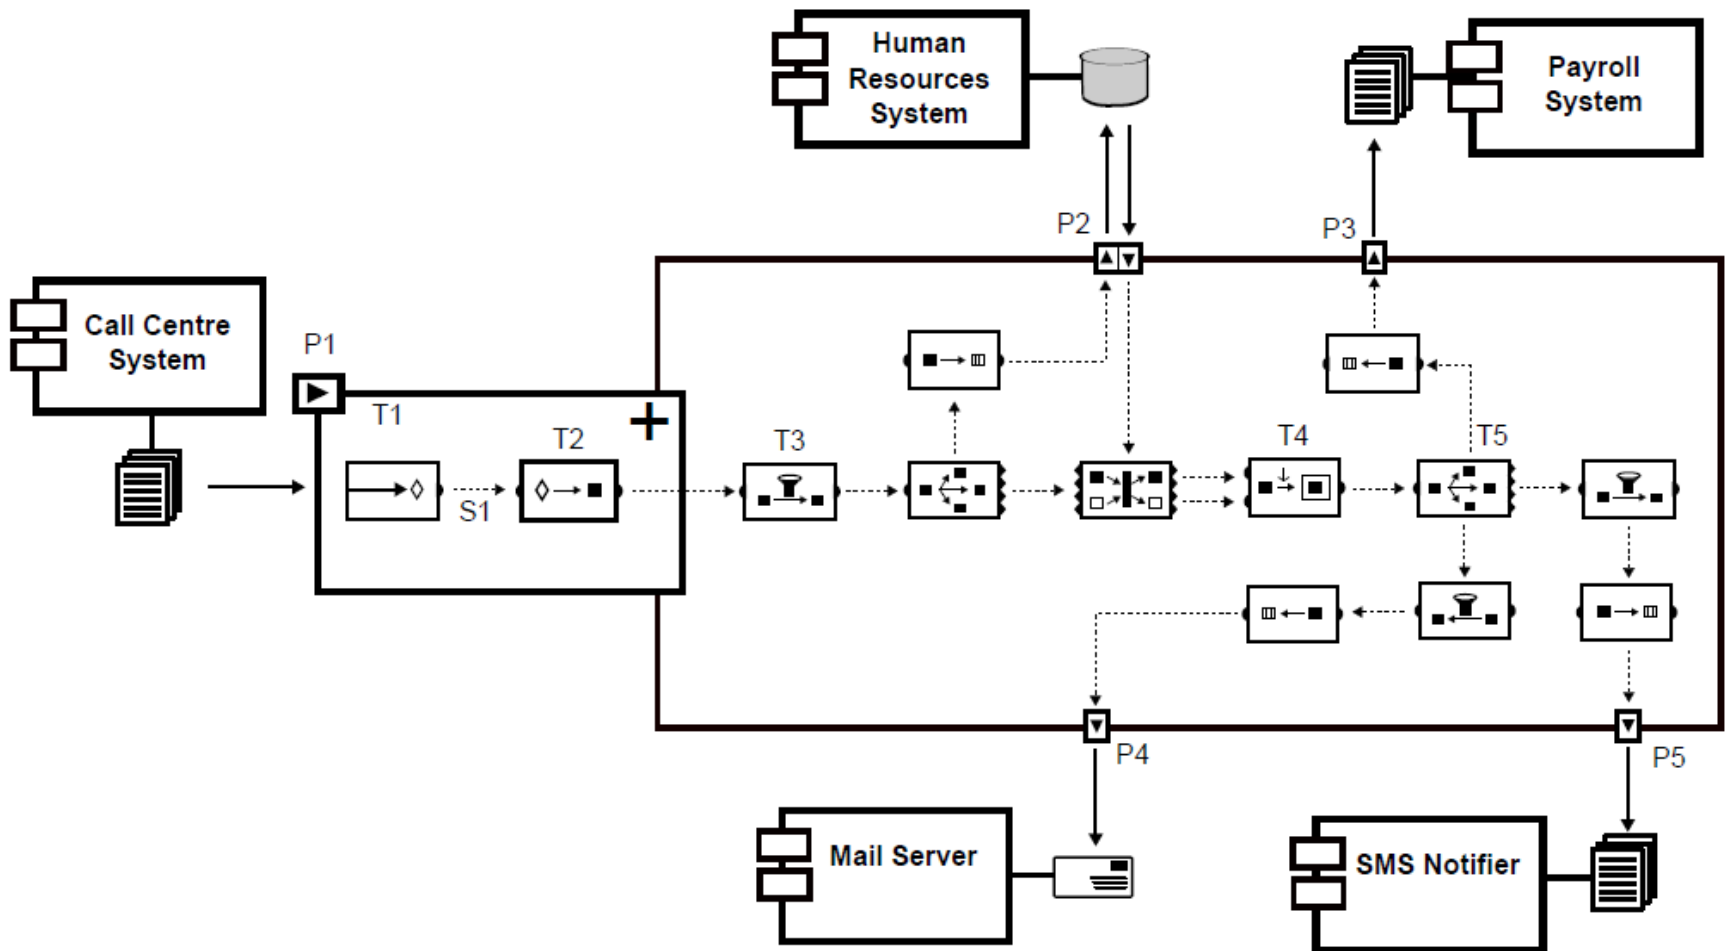 Human
Resources
System
Payroll
System
P2
P3
Call Centre
System
P1
T1
T2
S1
T3
T4
T5
P4
P5
Mail Server
SMS Notifier